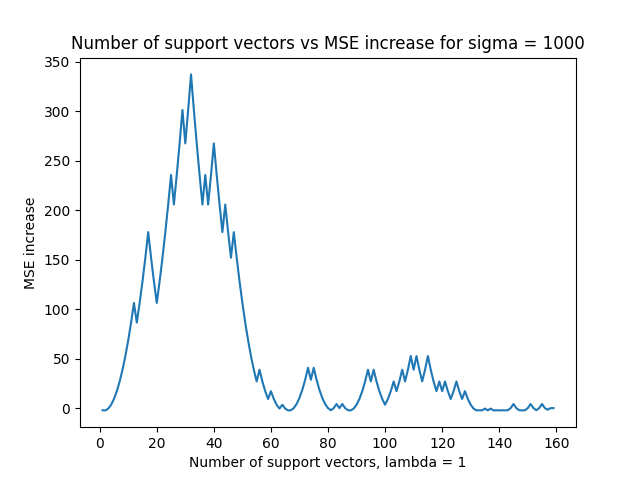 Number of support vectors vs MSE increase for sigma = 1000
350
300
250
200
150
100
50
0
MSE increase
0 20 40 60 80 100 120 140 160
Number of support vectors, lambda = 1